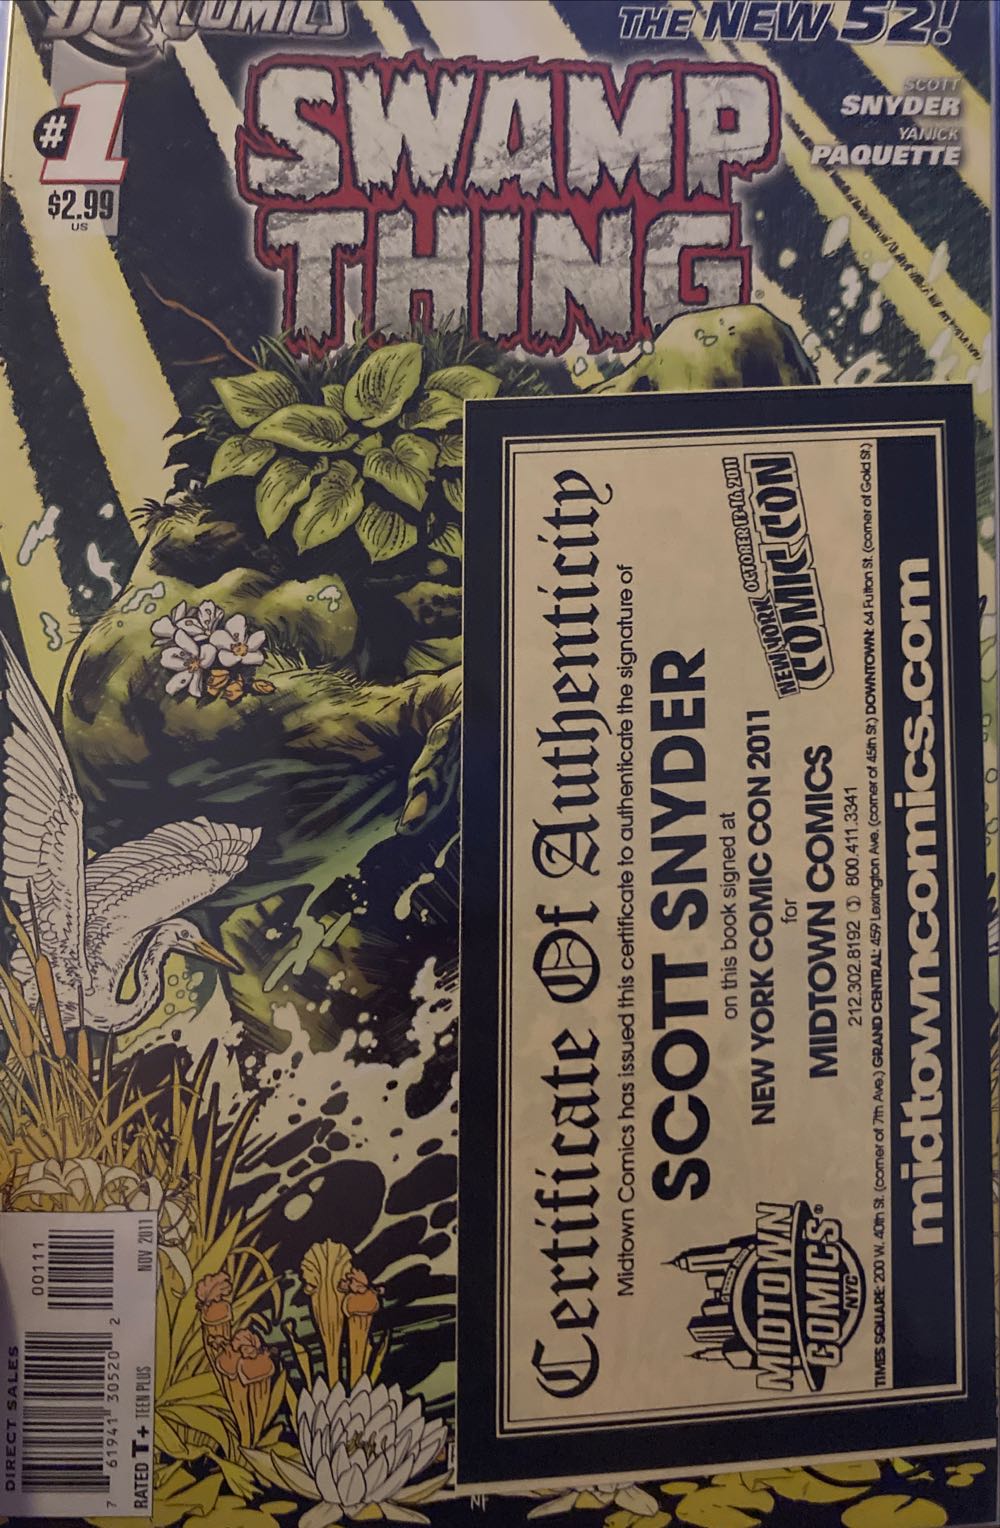 DC COMICS
THE NEW 52!
#1
$2.99
US
SWAMP
THING
SCOTT
SNYDER
YANICK
PAQUETTE
Certificate Of Authenticity
Midtown Comics has issued this certificate to authenticate the signature of
SCOTT SNYDER
on this book signed at
NEW YORK COMIC CON 2011
for
MIDTOWN COMICS
212.302.8192 800.411.3341
NEW YORK OCTOBER 13-16, 2011
COMIC CON
MIDTOWN
COMICS®
NYC
TIMES SQUARE: 200 W. 40th St. (corner of 7th Ave.) GRAND CENTRAL: 459 Lexington Ave. (corner of 45th St.) DOWNTOWN: 64 Fulton St. (corner of Gold St.)
midtowncomics.com
DIRECT SALES
00111
7 61941 30520 2
NOV 2011
RATED T+ TEEN PLUS